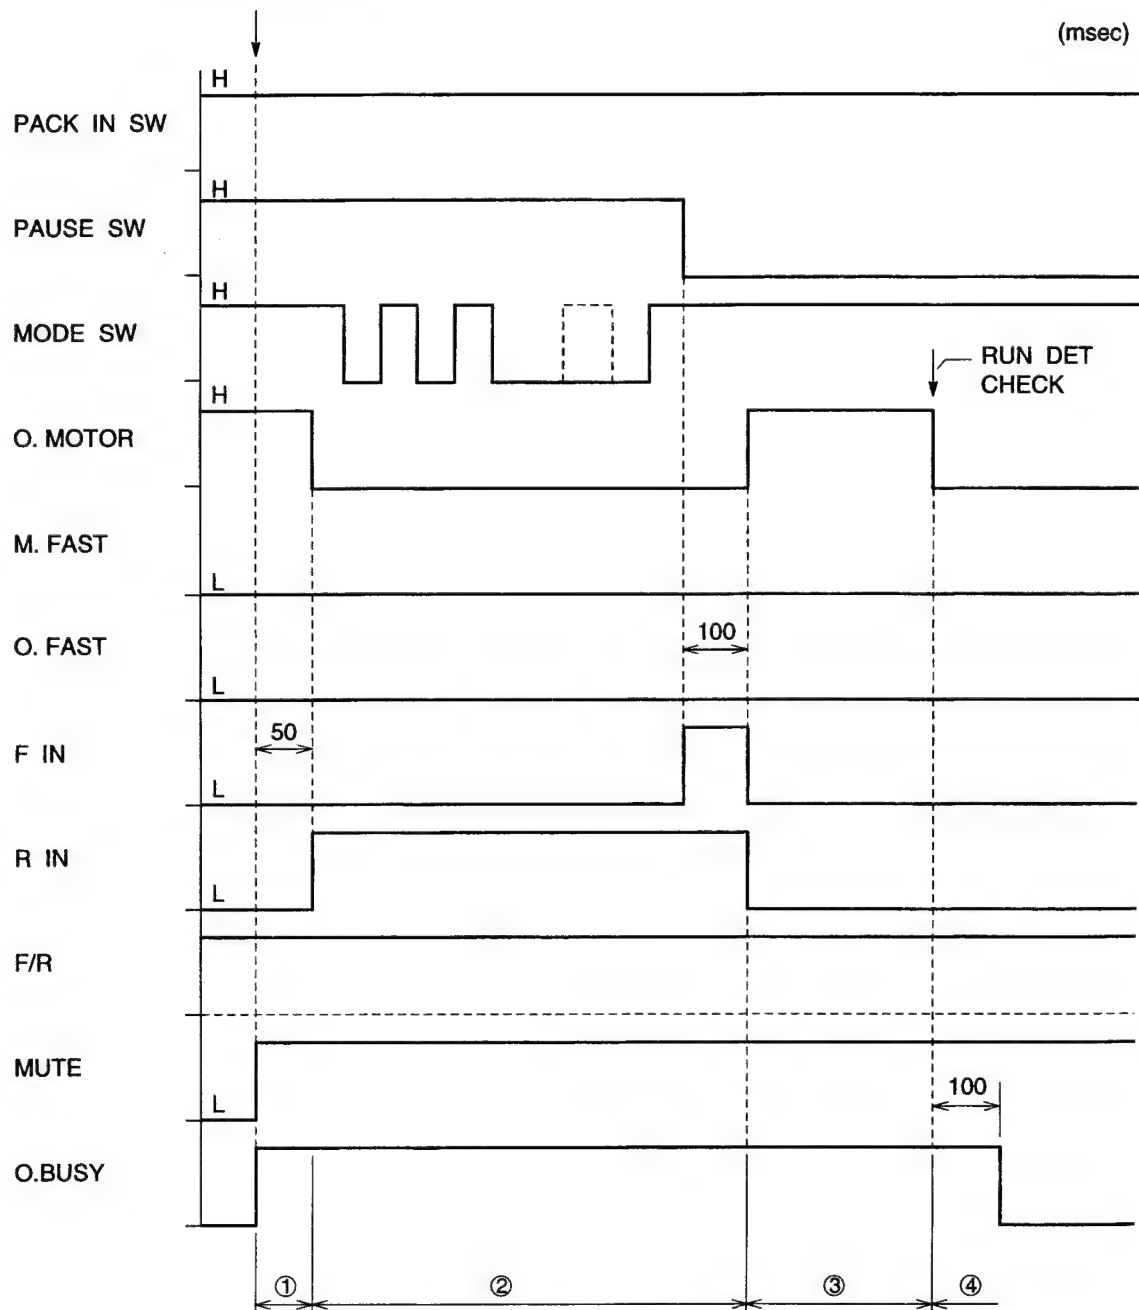 (msec)
H
PACK IN SW
H
PAUSE SW
H
MODE SW
RUN DET
CHECK
H
O. MOTOR
M. FAST
L
O. FAST
100
L
50
F IN
L
R IN
L
F/R
MUTE
100
L
O.BUSY
① ② ③ ④